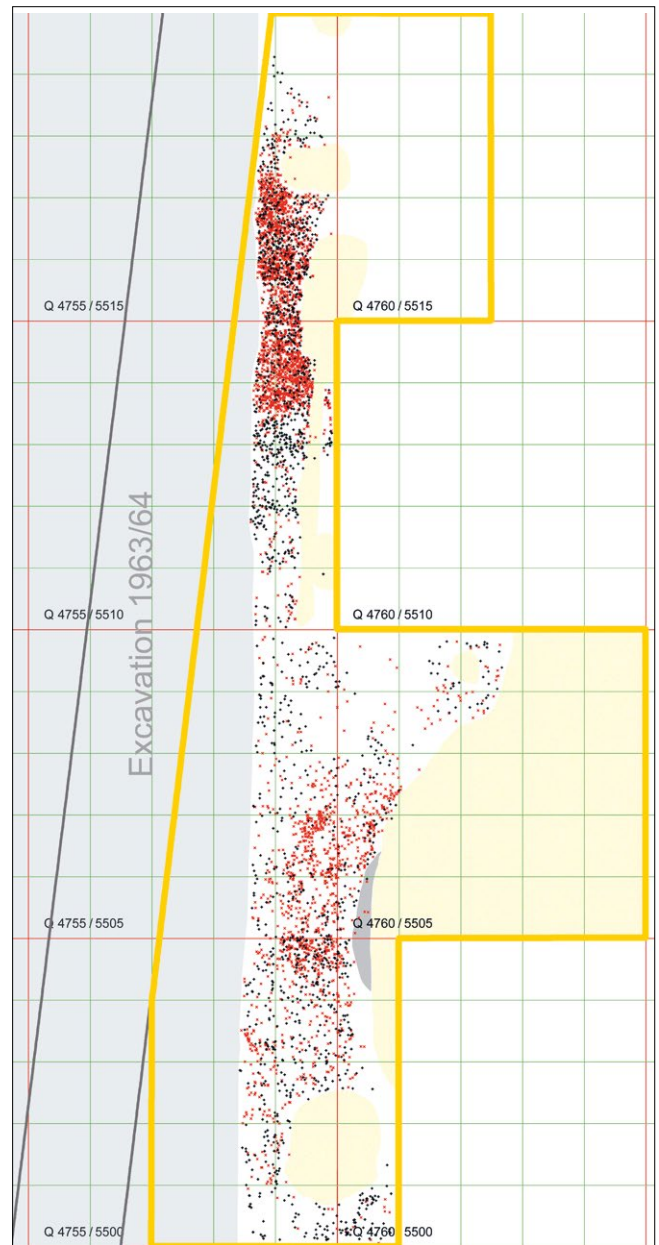 Q 4755 / 5515
Q 4760 / 5515
Excavation 1963/64
Q 4755 / 5510
Q 4760 / 5510
Q 4755 / 5505
Q 4760 / 5505
Q 4755 / 5500
Q 4760 / 5500